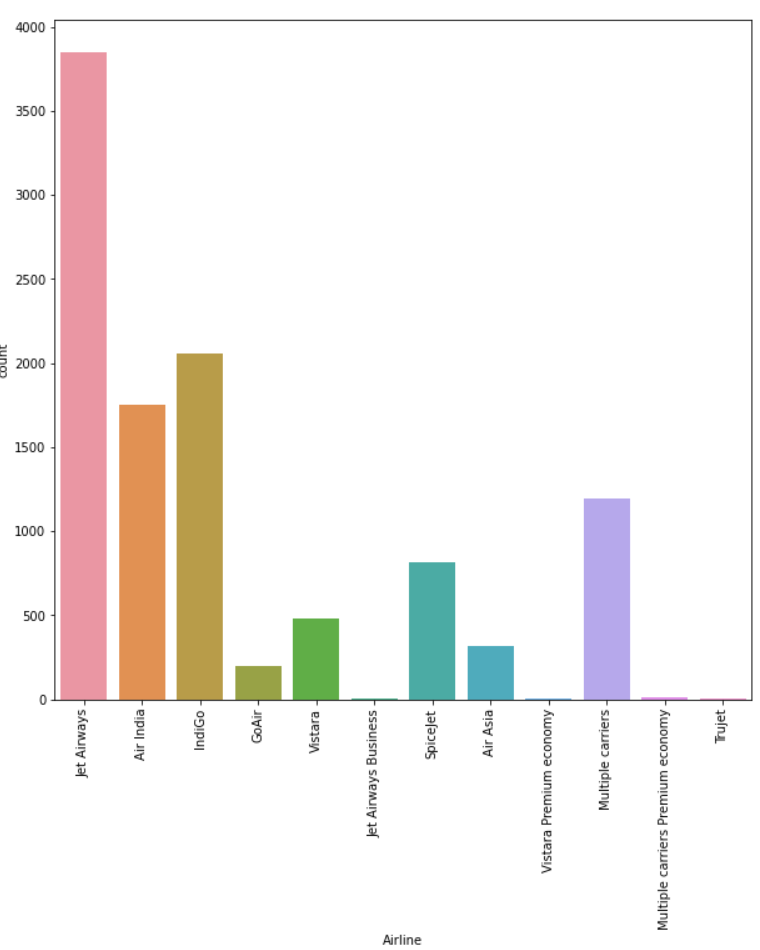 4000
3500
3000
2500
2000
1500
1000
500
0
count
Jet Airways
Air India
IndiGo
GoAir
Vistara
Jet Airways Business
SpiceJet
Air Asia
Vistara Premium economy
Multiple carriers
Multiple carriers Premium economy
Trujet
Airline